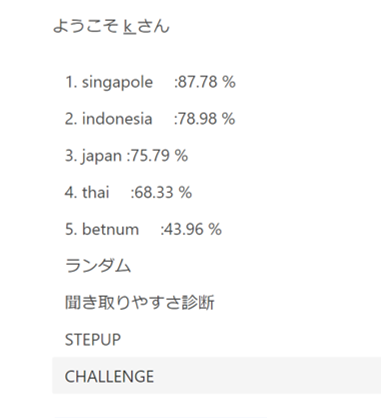 ようこそ k さん
1. singapole :87.78 %
2. indonesia :78.98 %
3. japan :75.79 %
4. thai :68.33 %
5. betnum :43.96 %
ランダム
聞き取りやすさ診断
STEPUP
CHALLENGE